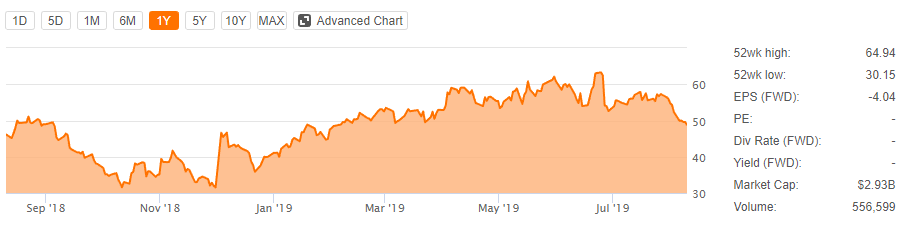 1D 5D 1M 6M 1Y 5Y 10Y MAX Advanced Chart
60
50
40
30
Sep '18 Nov '18 Jan '19 Mar '19 May '19 Jul '19
52wk high: 64.94
52wk low: 30.15
EPS (FWD): -4.04
PE: -
Div Rate (FWD): -
Yield (FWD): -
Market Cap: $2.93B
Volume: 556,599